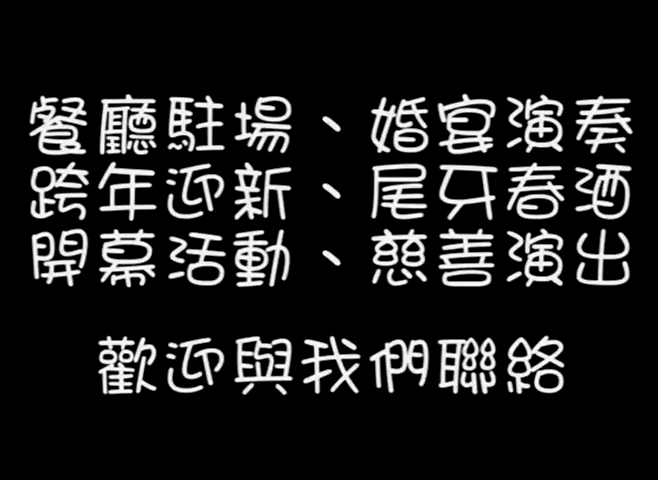 餐廳駐場、婚宴演奏
跨年迎新、尾牙春酒
開幕活動、慈善演出
歡迎與我們聯絡